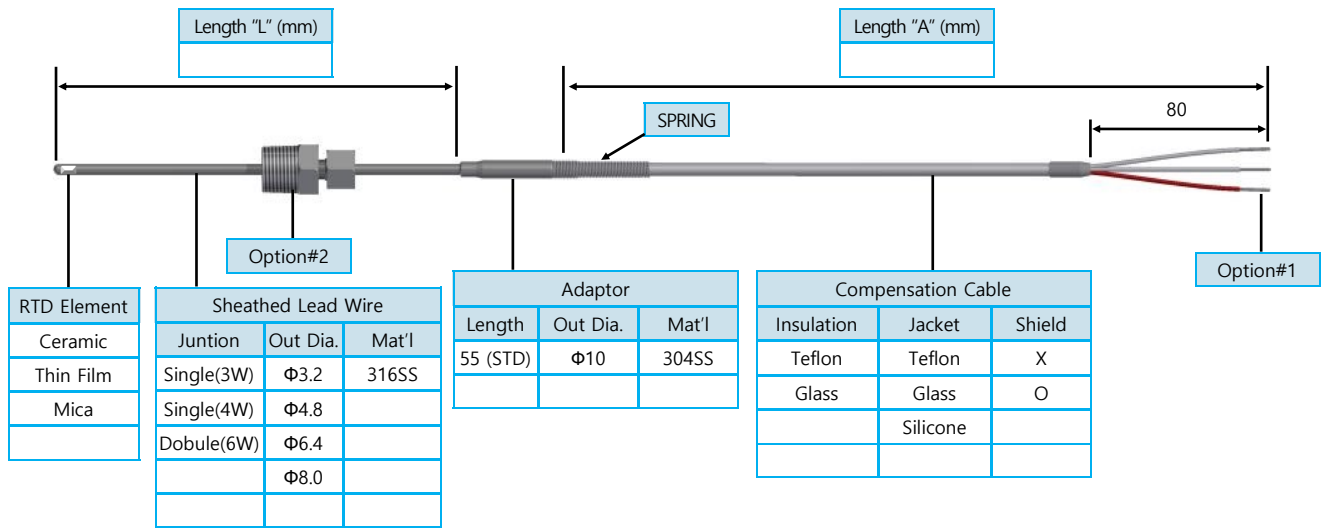 Length "L" (mm)
Length "A" (mm)
SPRING
80
Option#2
Option#1
RTD Element
Ceramic
Thin Film
Mica
Sheathed Lead Wire
Juntion Out Dia. Mat'l
Single(3W) Φ3.2 316SS
Single(4W) Φ4.8
Dobule(6W) Φ6.4
Φ8.0
Adaptor
Length Out Dia. Mat'l
55 (STD) Φ10 304SS
Compensation Cable
Insulation Jacket Shield
Teflon Teflon X
Glass Glass O
Silicone